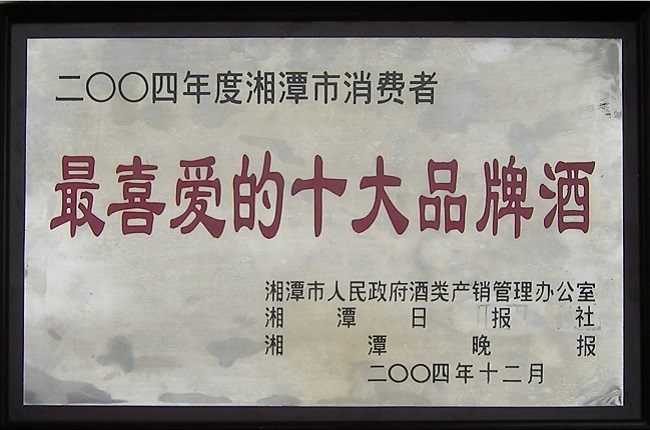 二〇〇四年度湘潭市消费者
最喜爱的十大品牌酒
湘潭市人民政府酒类产销管理办公室
湘潭日报社
湘潭晚报
二〇〇四年十二月